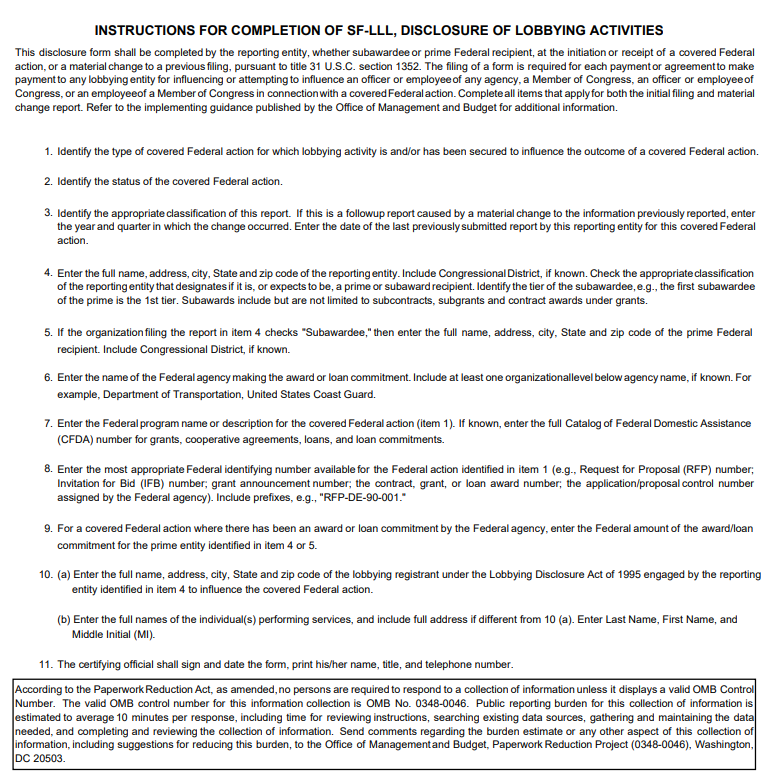 INSTRUCTIONS FOR COMPLETION OF SF-LLL, DISCLOSURE OF LOBBYING ACTIVITIES
This disclosure form shall be completed by the reporting entity, whether subawardee or prime Federal recipient, at the initiation or receipt of a covered Federal
action, or a material change to a previous filing, pursuant to title 31 U.S.C. section 1352. The filing of a form is required for each payment or agreement to make
payment to any lobbying entity for influencing or attempting to influence an officer or employee of any agency, a Member of Congress, an officer or employee of
Congress, or an employee of a Member of Congress in connection with a covered Federal action. Complete all items that apply for both the initial filing and material
change report. Refer to the implementing guidance published by the Office of Management and Budget for additional information.
1. Identify the type of covered Federal action for which lobbying activity is and/or has been secured to influence the outcome of a covered Federal action.
2. Identify the status of the covered Federal action.
3. Identify the appropriate classification of this report. If this is a followup report caused by a material change to the information previously reported, enter
the year and quarter in which the change occurred. Enter the date of the last previously submitted report by this reporting entity for this covered Federal
action.
4. Enter the full name, address, city, State and zip code of the reporting entity. Include Congressional District, if known. Check the appropriate classification
of the reporting entity that designates if it is, or expects to be, a prime or subaward recipient. Identify the tier of the subawardee, e.g., the first subawardee
of the prime is the 1st tier. Subawards include but are not limited to subcontracts, subgrants and contract awards under grants.
5. If the organization filing the report in item 4 checks "Subawardee," then enter the full name, address, city, State and zip code of the prime Federal
recipient. Include Congressional District, if known.
6. Enter the name of the Federal agency making the award or loan commitment. Include at least one organizational level below agency name, if known. For
example, Department of Transportation, United States Coast Guard.
7. Enter the Federal program name or description for the covered Federal action (item 1). If known, enter the full Catalog of Federal Domestic Assistance
(CFDA) number for grants, cooperative agreements, loans, and loan commitments.
8. Enter the most appropriate Federal identifying number available for the Federal action identified in item 1 (e.g., Request for Proposal (RFP) number;
Invitation for Bid (IFB) number; grant announcement number; the contract, grant, or loan award number; the application/proposal control number
assigned by the Federal agency). Include prefixes, e.g., "RFP-DE-90-001."
9. For a covered Federal action where there has been an award or loan commitment by the Federal agency, enter the Federal amount of the award/loan
commitment for the prime entity identified in item 4 or 5.
10. (a) Enter the full name, address, city, State and zip code of the lobbying registrant under the Lobbying Disclosure Act of 1995 engaged by the reporting
entity identified in item 4 to influence the covered Federal action.
(b) Enter the full names of the individual(s) performing services, and include full address if different from 10 (a). Enter Last Name, First Name, and
Middle Initial (MI).
11. The certifying official shall sign and date the form, print his/her name, title, and telephone number.
According to the Paperwork Reduction Act, as amended, no persons are required to respond to a collection of information unless it displays a valid OMB Control
Number. The valid OMB control number for this information collection is OMB No. 0348-0046. Public reporting burden for this collection of information is
estimated to average 10 minutes per response, including time for reviewing instructions, searching existing data sources, gathering and maintaining the data
needed, and completing and reviewing the collection of information. Send comments regarding the burden estimate or any other aspect of this collection of
information, including suggestions for reducing this burden, to the Office of Management and Budget, Paperwork Reduction Project (0348-0046), Washington,
DC 20503.